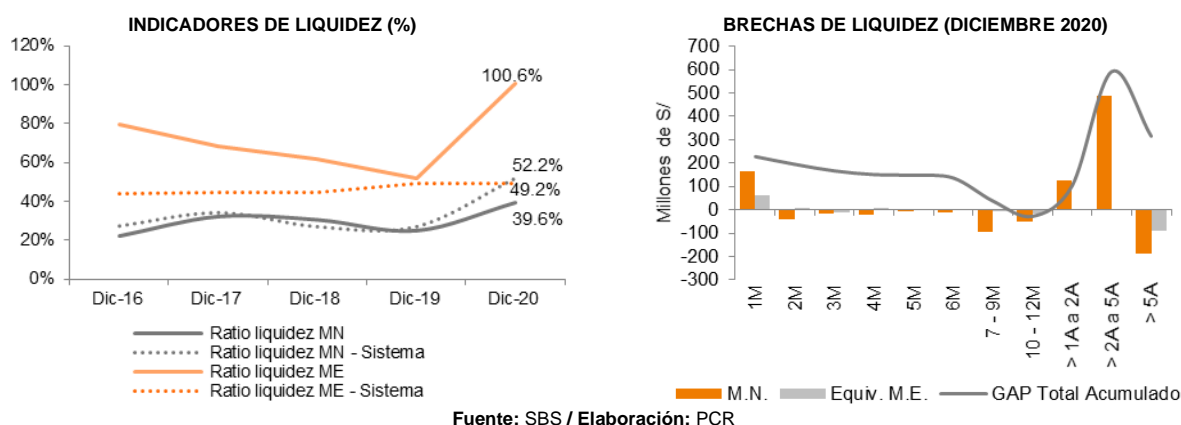 INDICADORES DE LIQUIDEZ (%)
120%
100%
80%
60%
40%
20%
0%
100.6%
52.2%
49.2%
39.6%
Dic-16
Dic-17
Dic-18
Dic-19
Dic-20
Ratio liquidez MN
Ratio liquidez MN - Sistema
Ratio liquidez ME
Ratio liquidez ME - Sistema
BRECHAS DE LIQUIDEZ (DICIEMBRE 2020)
Millones de S/
700
600
500
400
300
200
100
0
-100
-200
-300
1M
2M
3M
4M
5M
6M
7 - 9M
10 - 12M
> 1A a 2A
> 2A a 5A
> 5A
M.N.
Equiv. M.E.
GAP Total Acumulado
Fuente: SBS / Elaboración: PCR